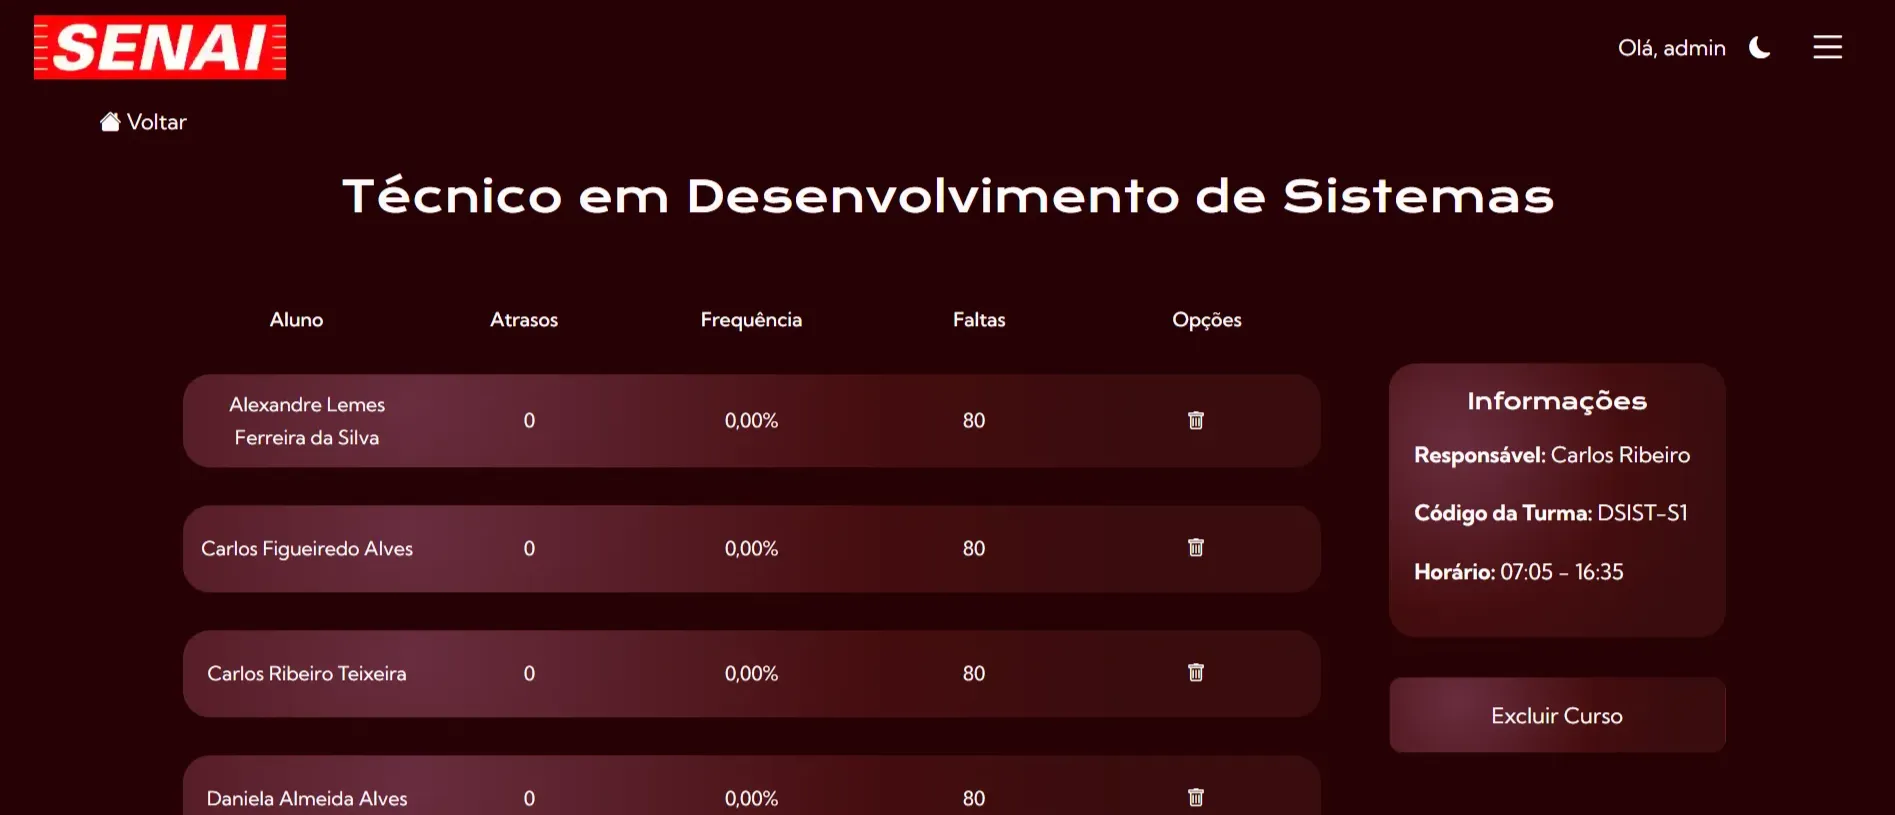 SENAI
Olá, admin
Voltar
Técnico em Desenvolvimento de Sistemas
Aluno Atrasos Frequência Faltas Opções
Alexandre Lemes
Ferreira da Silva
0 0,00% 80
Carlos Figueiredo Alves 0 0,00% 80
Carlos Ribeiro Teixeira 0 0,00% 80
Daniela Almeida Alves 0 0,00% 80
Informações
Responsável: Carlos Ribeiro
Código da Turma: DSIST-S1
Horário: 07:05 - 16:35
Excluir Curso